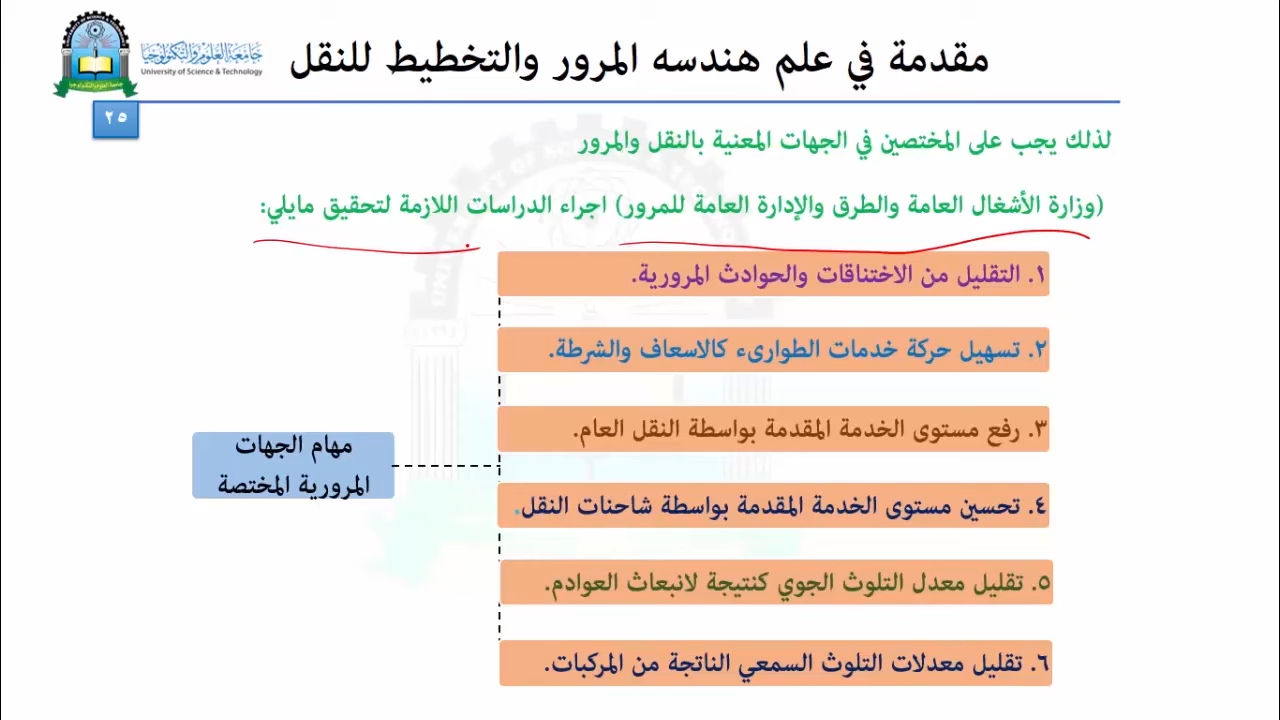 جامعة العلوم والتكنولوجيا
University of Science & Technology
مقدمة في علم هندسه المرور والتخطيط للنقل
٢٥
لذلك يجب على المختصين في الجهات المعنية بالنقل والمرور
(وزارة الأشغال العامة والطرق والإدارة العامة للمرور) اجراء الدراسات اللازمة لتحقيق مايلي:
١. التقليل من الاختناقات والحوادث المرورية.
٢. تسهيل حركة خدمات الطوارىء كالاسعاف والشرطة.
٣. رفع مستوى الخدمة المقدمة بواسطة النقل العام.
٤. تحسين مستوى الخدمة المقدمة بواسطة شاحنات النقل.
٥. تقليل معدل التلوث الجوي كنتيجة لانبعاث العوادم.
٦. تقليل معدلات التلوث السمعي الناتجة من المركبات.
مهام الجهات
المرورية المختصة